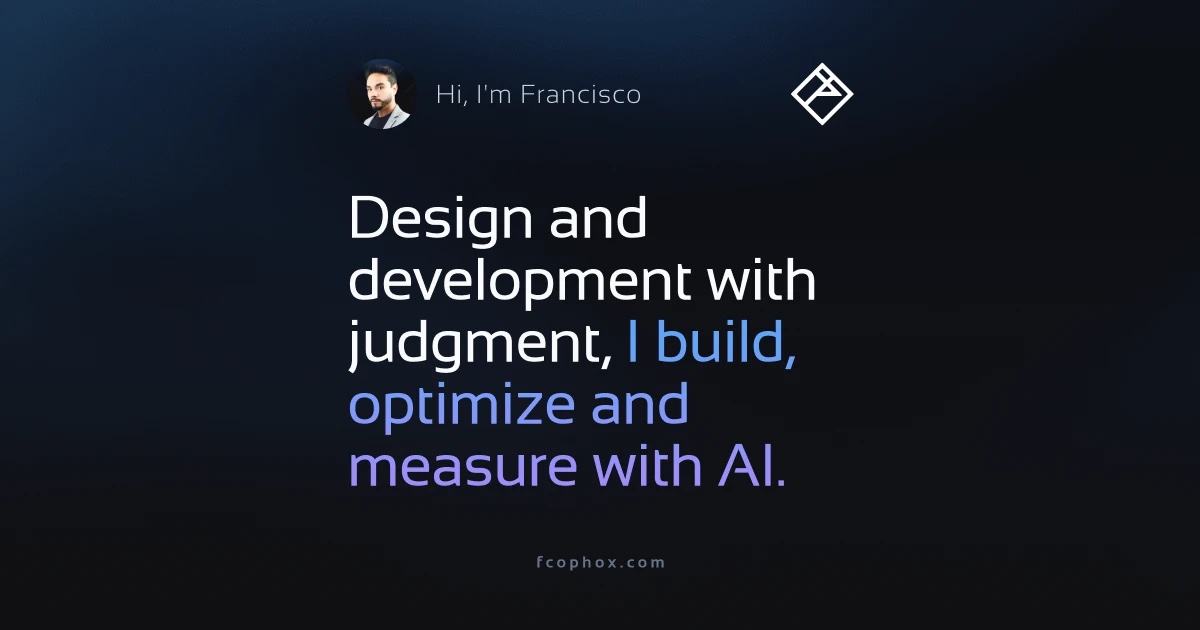 Hi, I'm Francisco
Design and
development with
judgment, I build,
optimize and
measure with AI.
fcophox.com